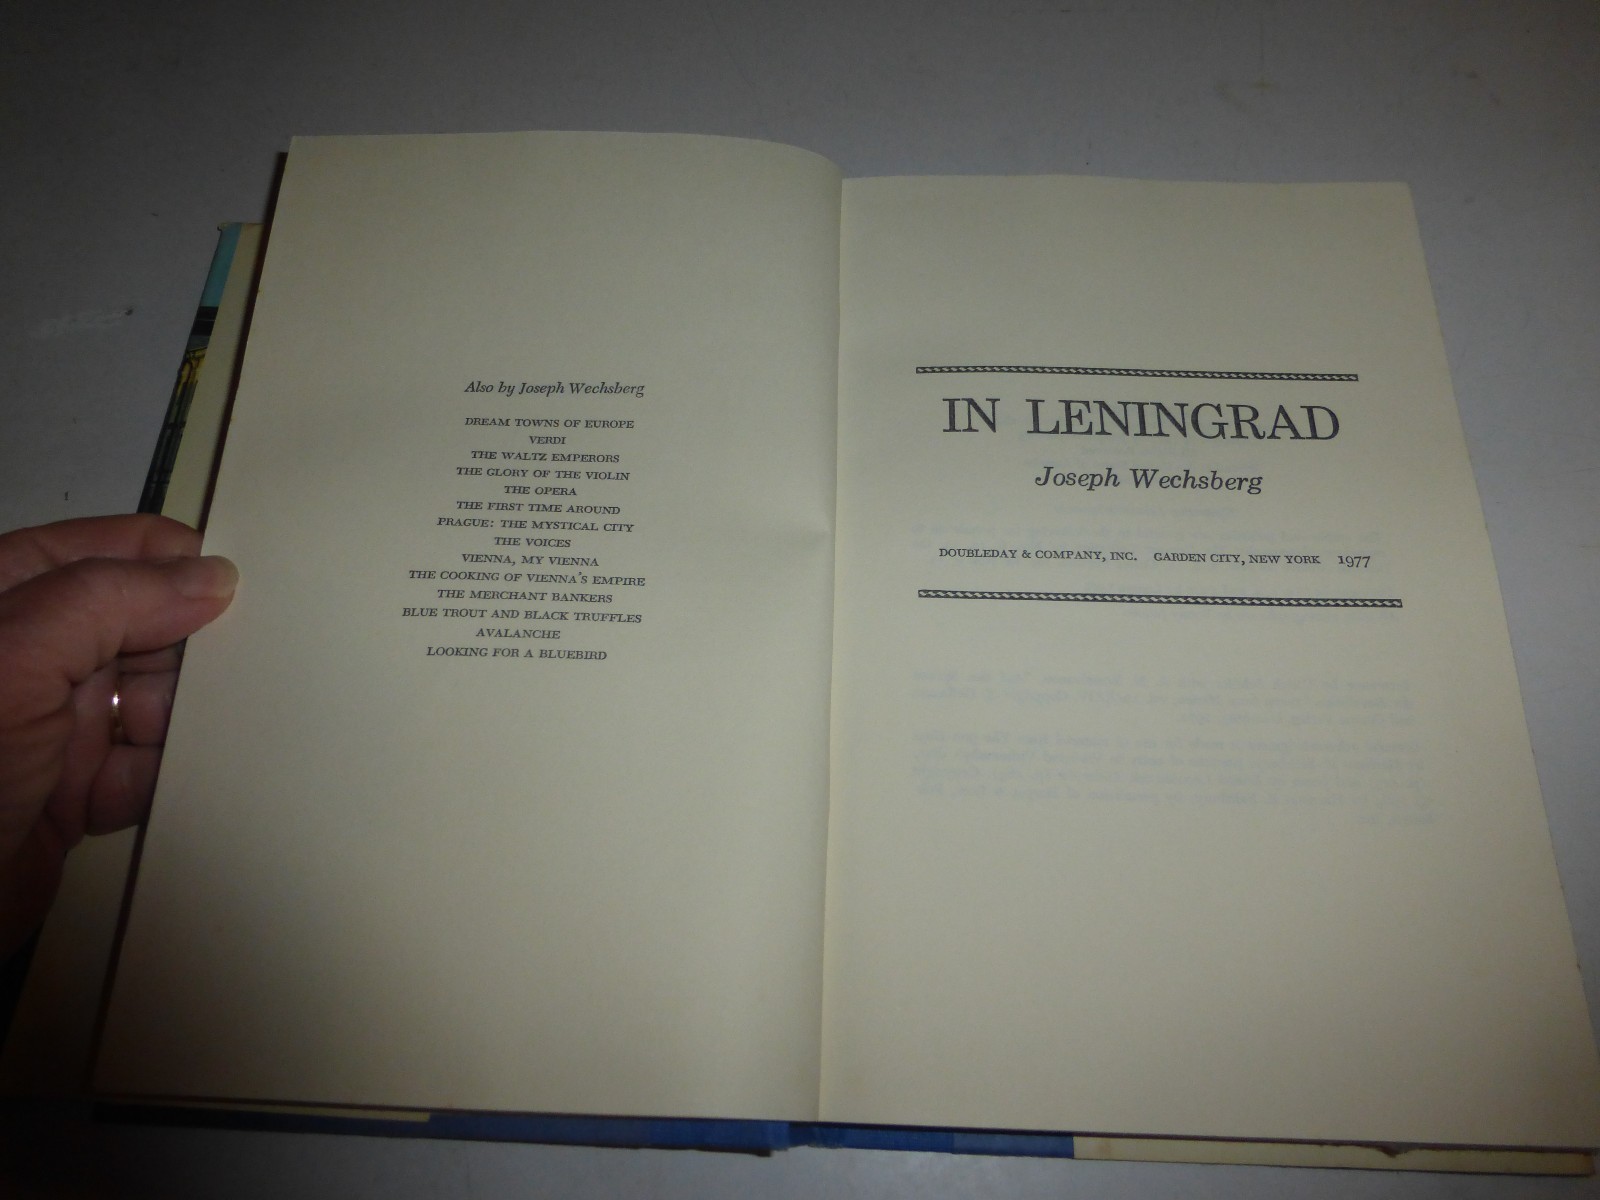 Also by Joseph Wechsberg
DREAM TOWNS OF EUROPE
VERDI
THE WALTZ EMPERORS
THE GLORY OF THE VIOLIN
THE OPERA
THE FIRST TIME AROUND
PRAGUE: THE MYSTICAL CITY
THE VOICES
VIENNA, MY VIENNA
THE COOKING OF VIENNA'S EMPIRE
THE MERCHANT BANKERS
BLUE TROUT AND BLACK TRUFFLES
AVALANCHE
LOOKING FOR A BLUEBIRD
IN LENINGRAD
Joseph Wechsberg
DOUBLEDAY & COMPANY, INC. GARDEN CITY, NEW YORK 1977